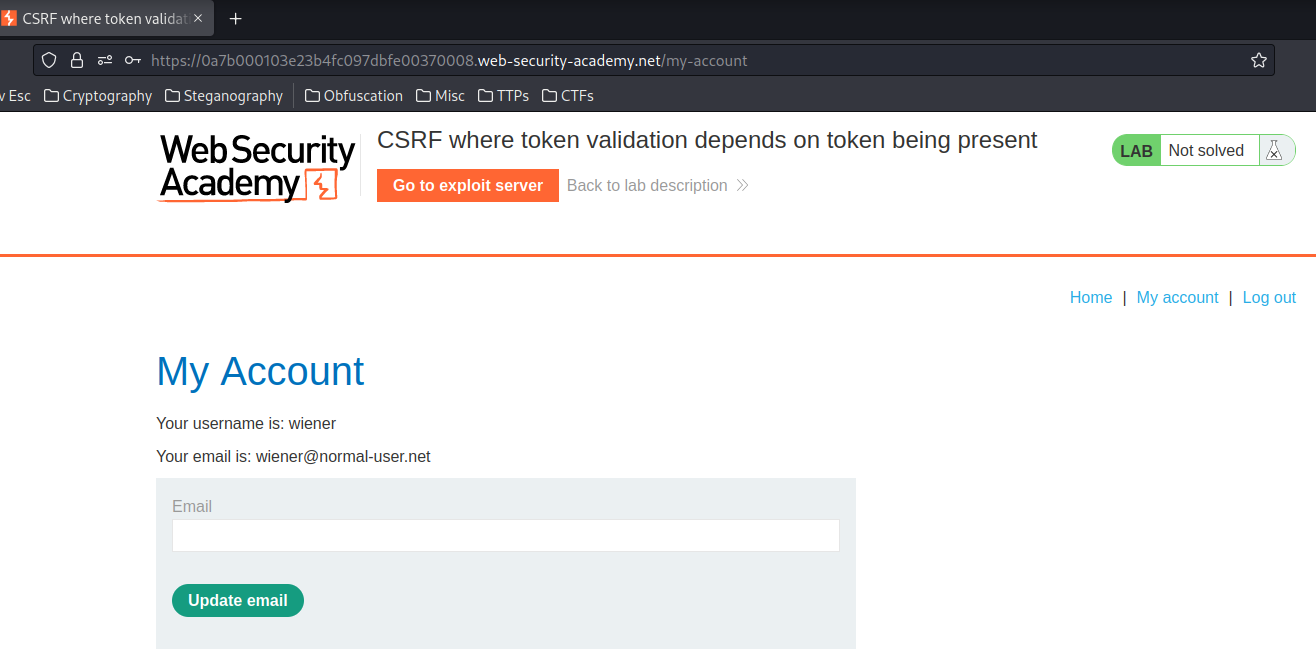 CSRF where token validat
https://0a7b000103e23b4fc097dbfe00370008.web-security-academy.net/my-account
v Esc Cryptography Steganography Obfuscation Misc TTPs CTFs
Web Security
Academy
CSRF where token validation depends on token being present
Go to exploit server Back to lab description
LAB Not solved
Home | My account | Log out
My Account
Your username is: wiener
Your email is: wiener@normal-user.net
Email
Update email